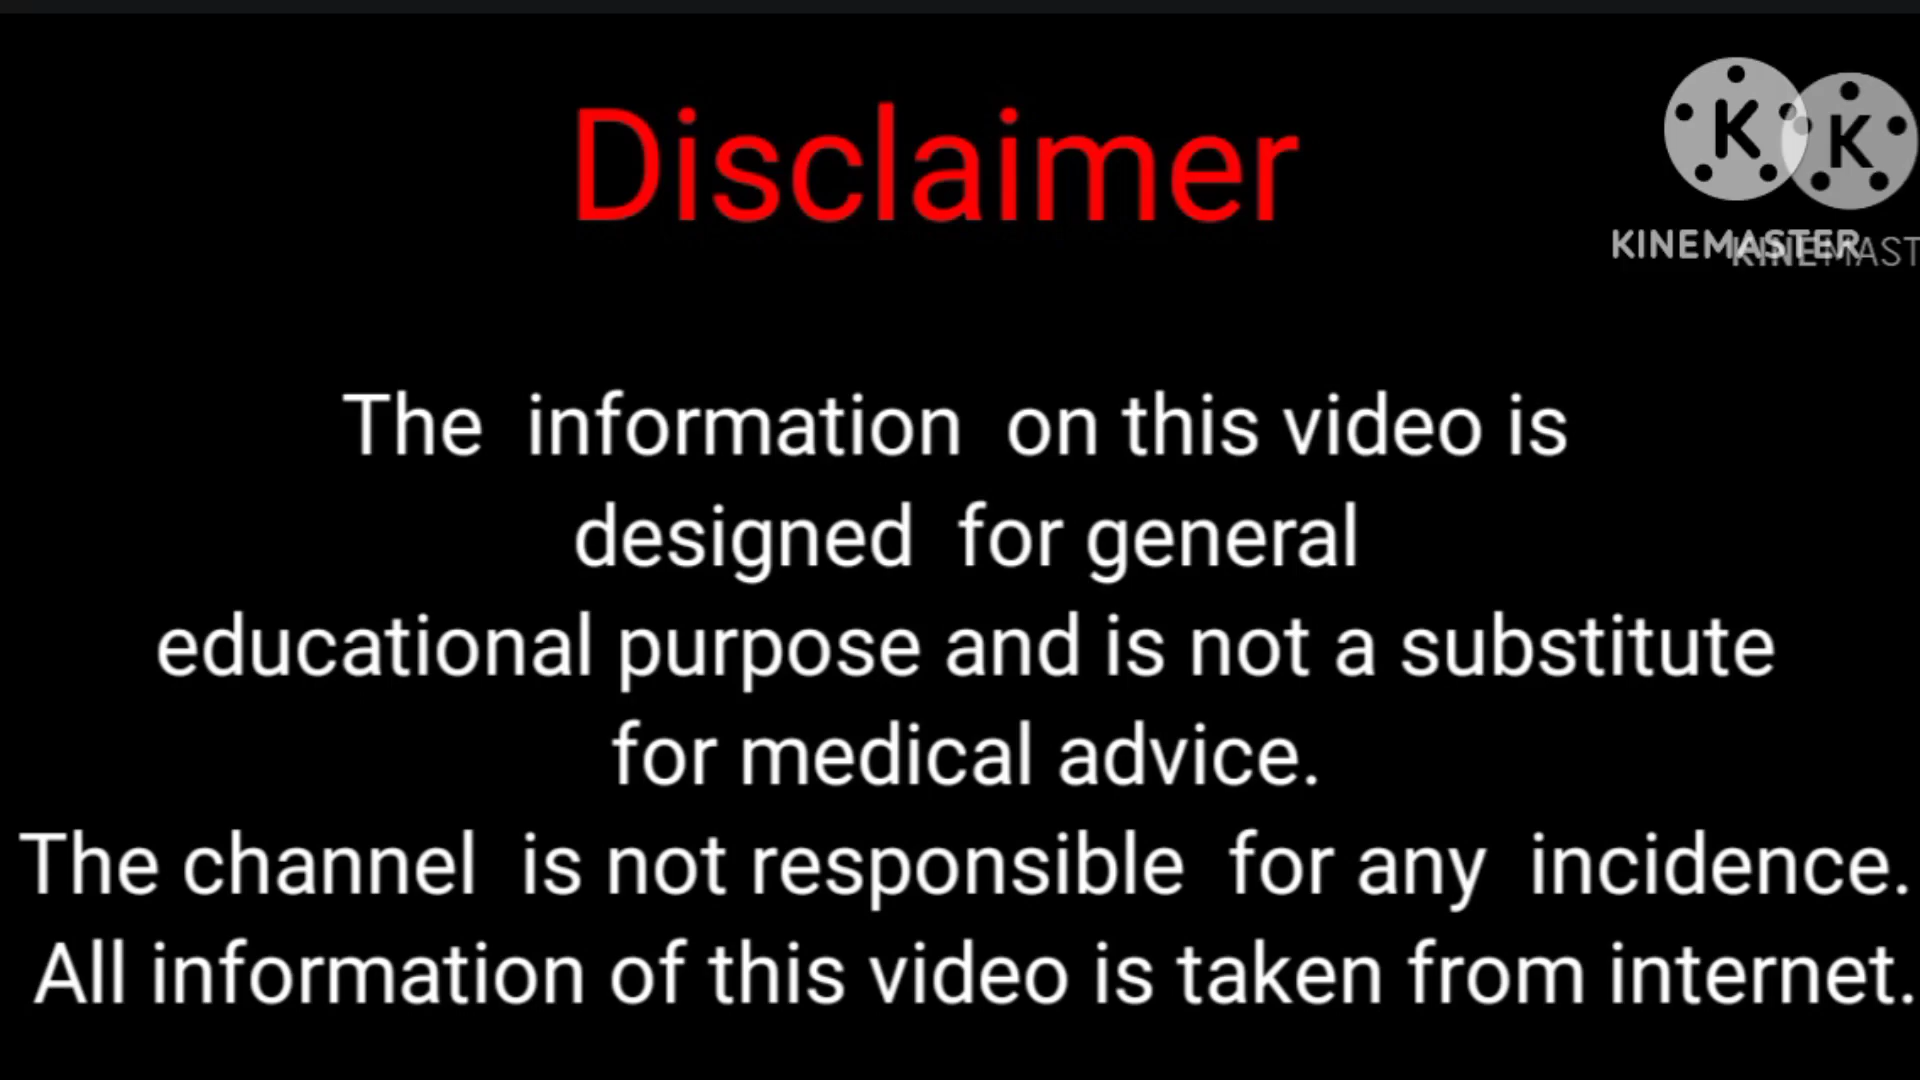 Disclaimer
K K
KINEMASTER
KINEMAST
The information on this video is
designed for general
educational purpose and is not a substitute
for medical advice.
The channel is not responsible for any incidence.
All information of this video is taken from internet.